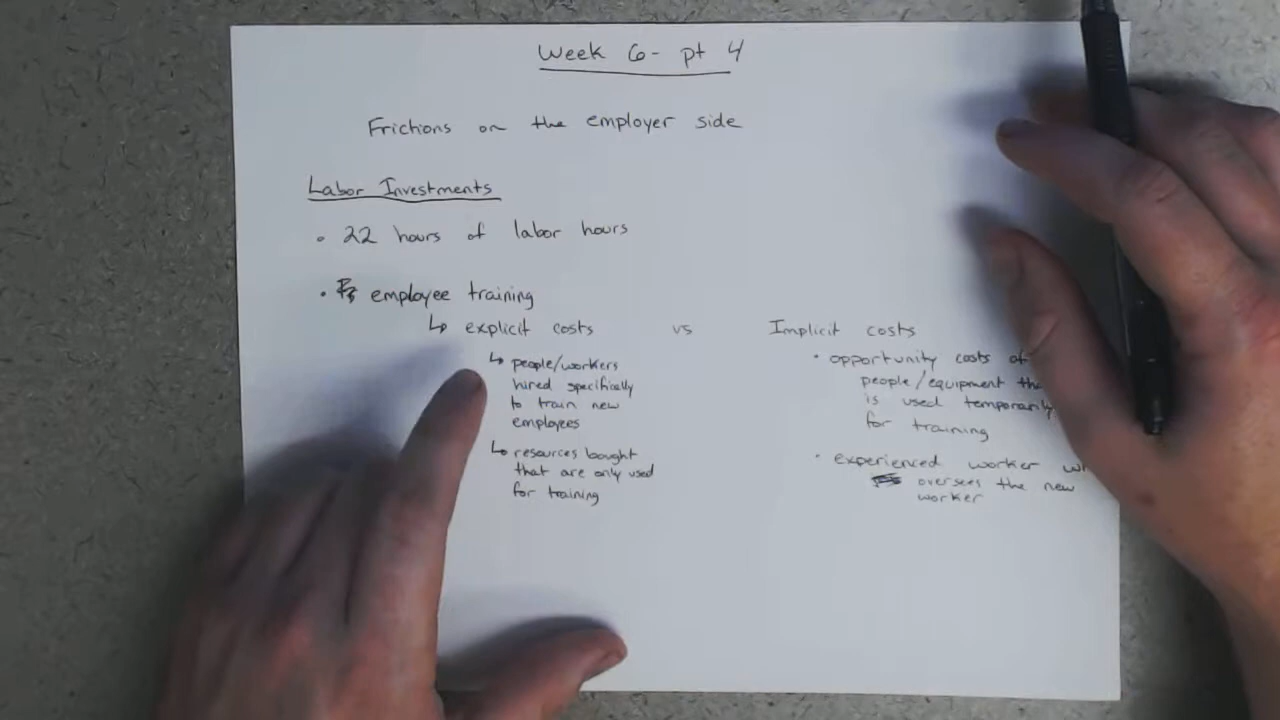 Week 6- pt 4
Frictions on the employer side
Labor Investments
• 22 hours of labor hours
• employee training
↳ explicit costs vs Implicit costs
↳ people/workers
hired specifically
to train new
employees
↳ resources bought
that are only used
for training
• opportunity costs of
people/equipment
is used temporarily
for training
• experienced worker
oversees the new
worker